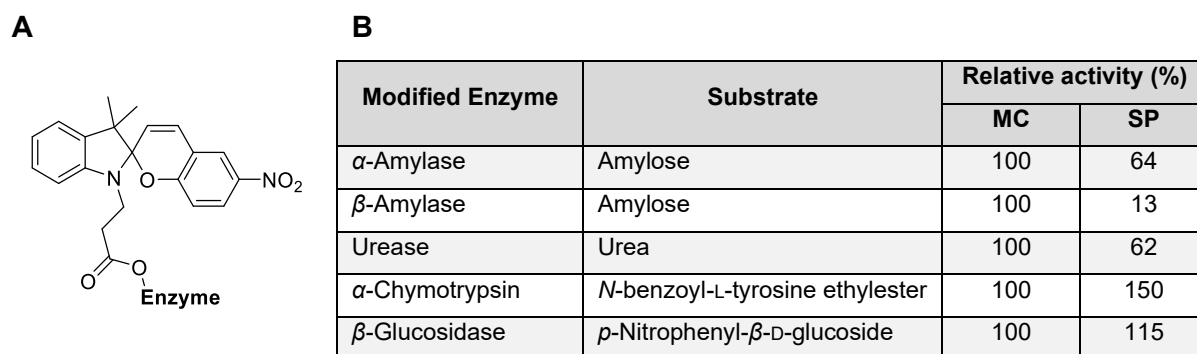 A
B
N
O
NO2
O
O
Enzyme
Modified Enzyme Substrate Relative activity (%)
MC SP
α-Amylase Amylose 100 64
β-Amylase Amylose 100 13
Urease Urea 100 62
α-Chymotrypsin N-benzoyl-L-tyrosine ethylester 100 150
β-Glucosidase p-Nitrophenyl-β-D-glucoside 100 115